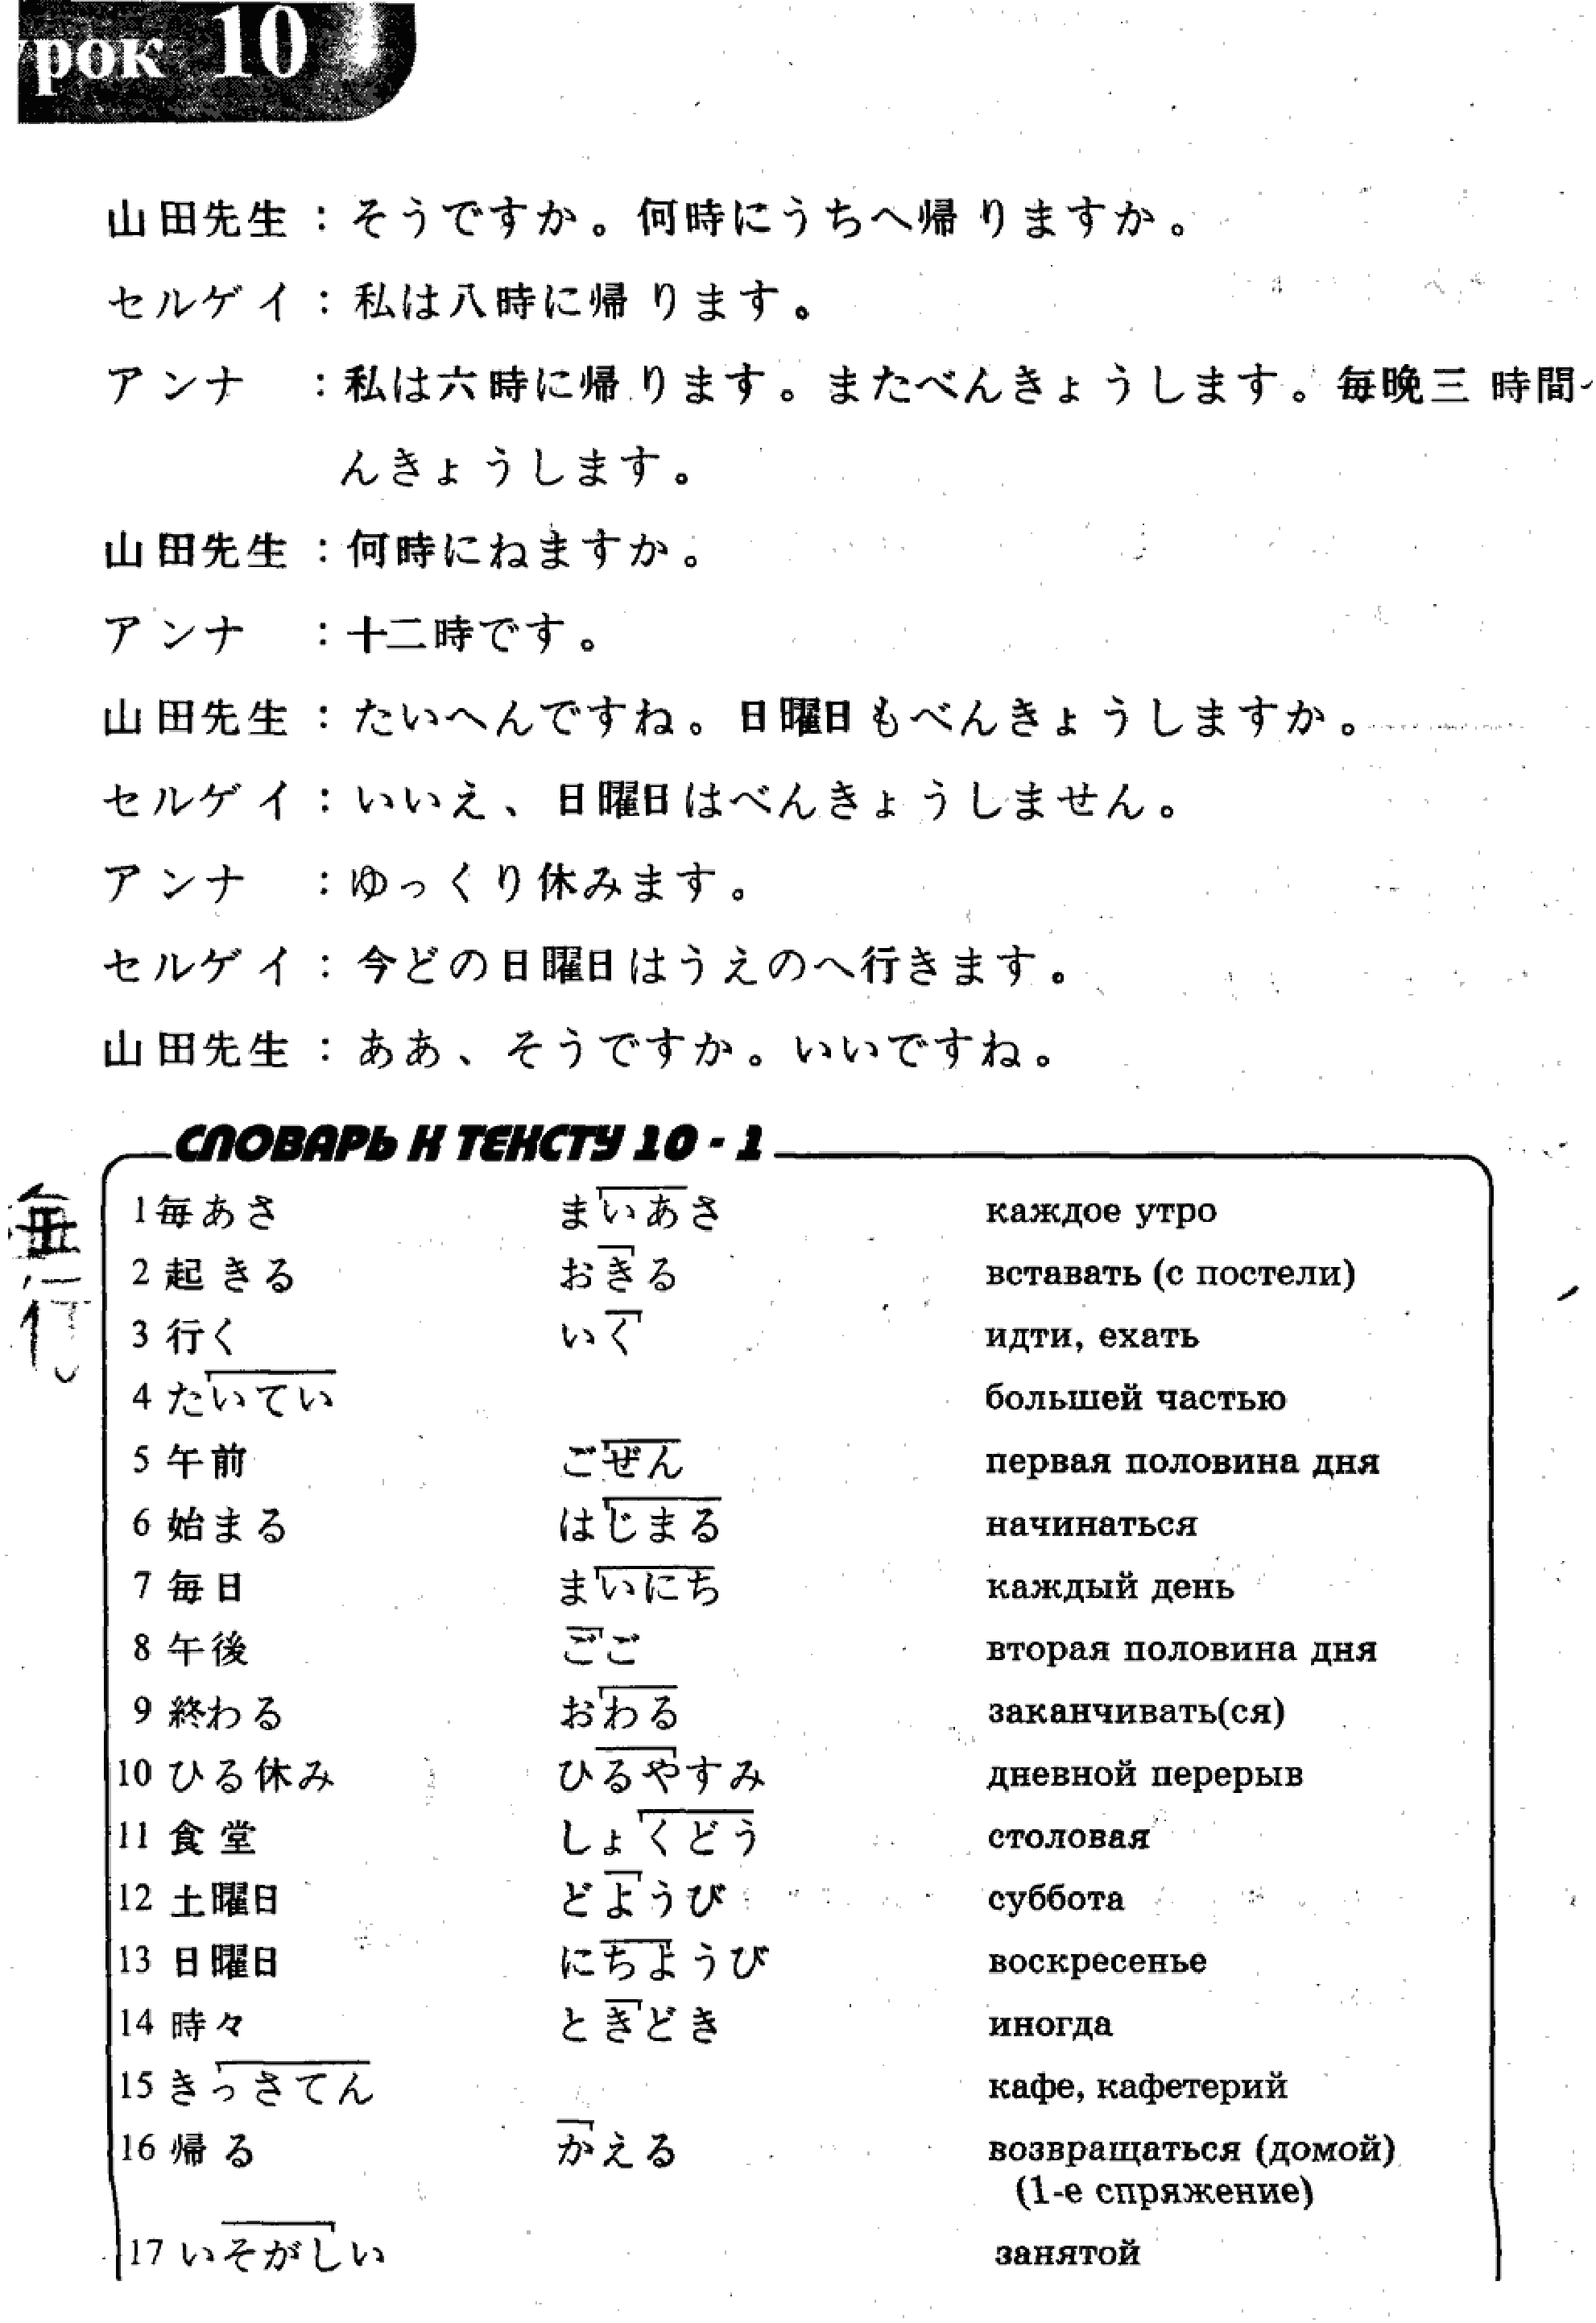 урок 10
山田先生：そうですか。何時にうちへ帰りますか。
セルゲイ：私は八時に帰ります。
アンナ　：私は六時に帰ります。またべんきょうします。毎晩三時間
んきょうします。
山田先生：何時にねますか。
アンナ　：十二時です。
山田先生：たいへんですね。日曜日もべんきょうしますか。
セルゲイ：いいえ、日曜日はべんきょうしません。
アンナ　：ゆっくり休みます。
セルゲイ：今どの日曜日はうえのへ行きます。
山田先生：ああ、そうですか。いいですね。
СЛОВАРЬ К ТЕКСТУ 10 - 1
毎
行
1 毎あさ まいあさ каждое утро
2 起きる おきる вставать (с постели)
3 行く いく идти, ехать
4 たいてい большей частью
5 午前 ごぜん первая половина дня
6 始まる はじまる начинаться
7 毎日 まいにち каждый день
8 午後 ごご вторая половина дня
9 終わる おわる заканчивать(ся)
10 ひる休み ひるやすみ дневной перерыв
11 食堂 しょくどう столовая
12 土曜日 どようび суббота
13 日曜日 にちようび воскресенье
14 時々 ときどき иногда
15 きっさてん кафе, кафетерий
16 帰る かえる возвращаться (домой)
(1-е спряжение)
17 いそがしい занятой